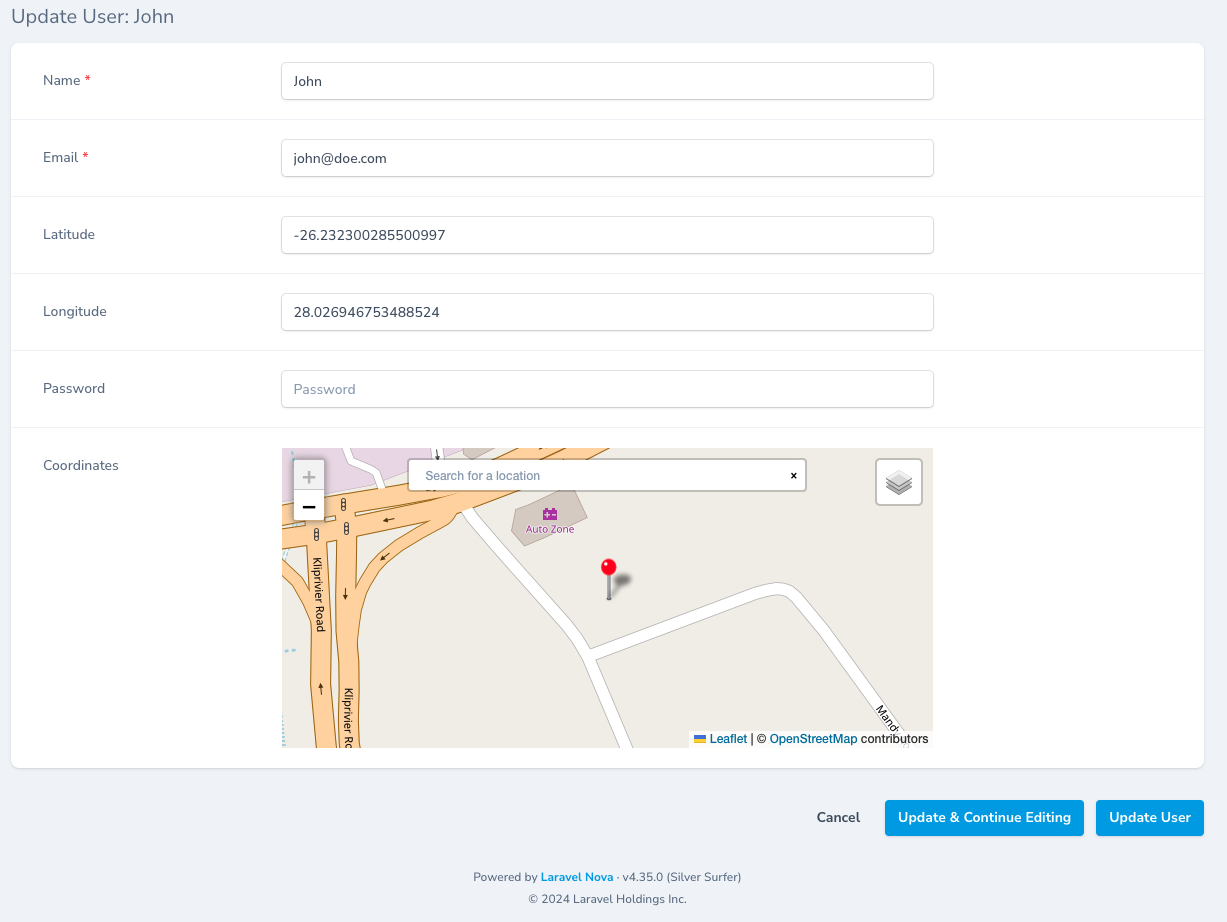 Update User: John
Name *
John
Email *
john@doe.com
Latitude
-26.232300285500997
Longitude
28.026946753488524
Password
Password
Coordinates
+
Search for a location
×
−
Auto Zone
Kliprivier Road
Kliprivier Ro
Mand
Leaflet | © OpenStreetMap contributors
Cancel
Update & Continue Editing
Update User
Powered by Laravel Nova · v4.35.0 (Silver Surfer)
© 2024 Laravel Holdings Inc.